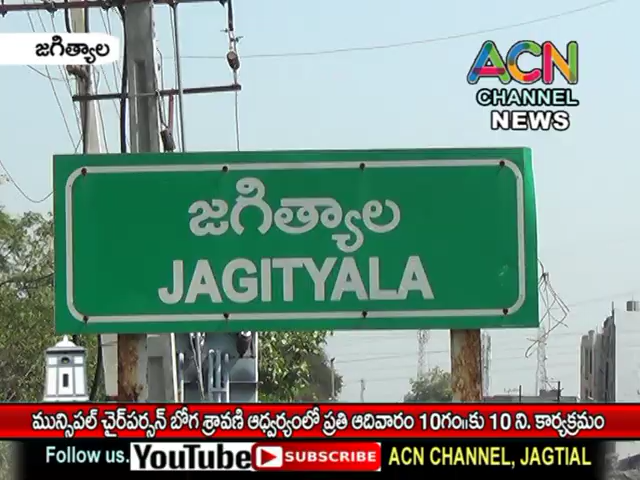 జగిత్యాల
ACN
CHANNEL
NEWS
జగిత్యాల
JAGITYALA
మున్సిపల్ చైర్‌పర్సన్ బోగ శ్రావణి ఆధ్వర్యంలో ప్రతి ఆదివారం 10గం॥కు 10 ని. కార్యక్రమం
Follow us. YouTube SUBSCRIBE ACN CHANNEL, JAGTIAL